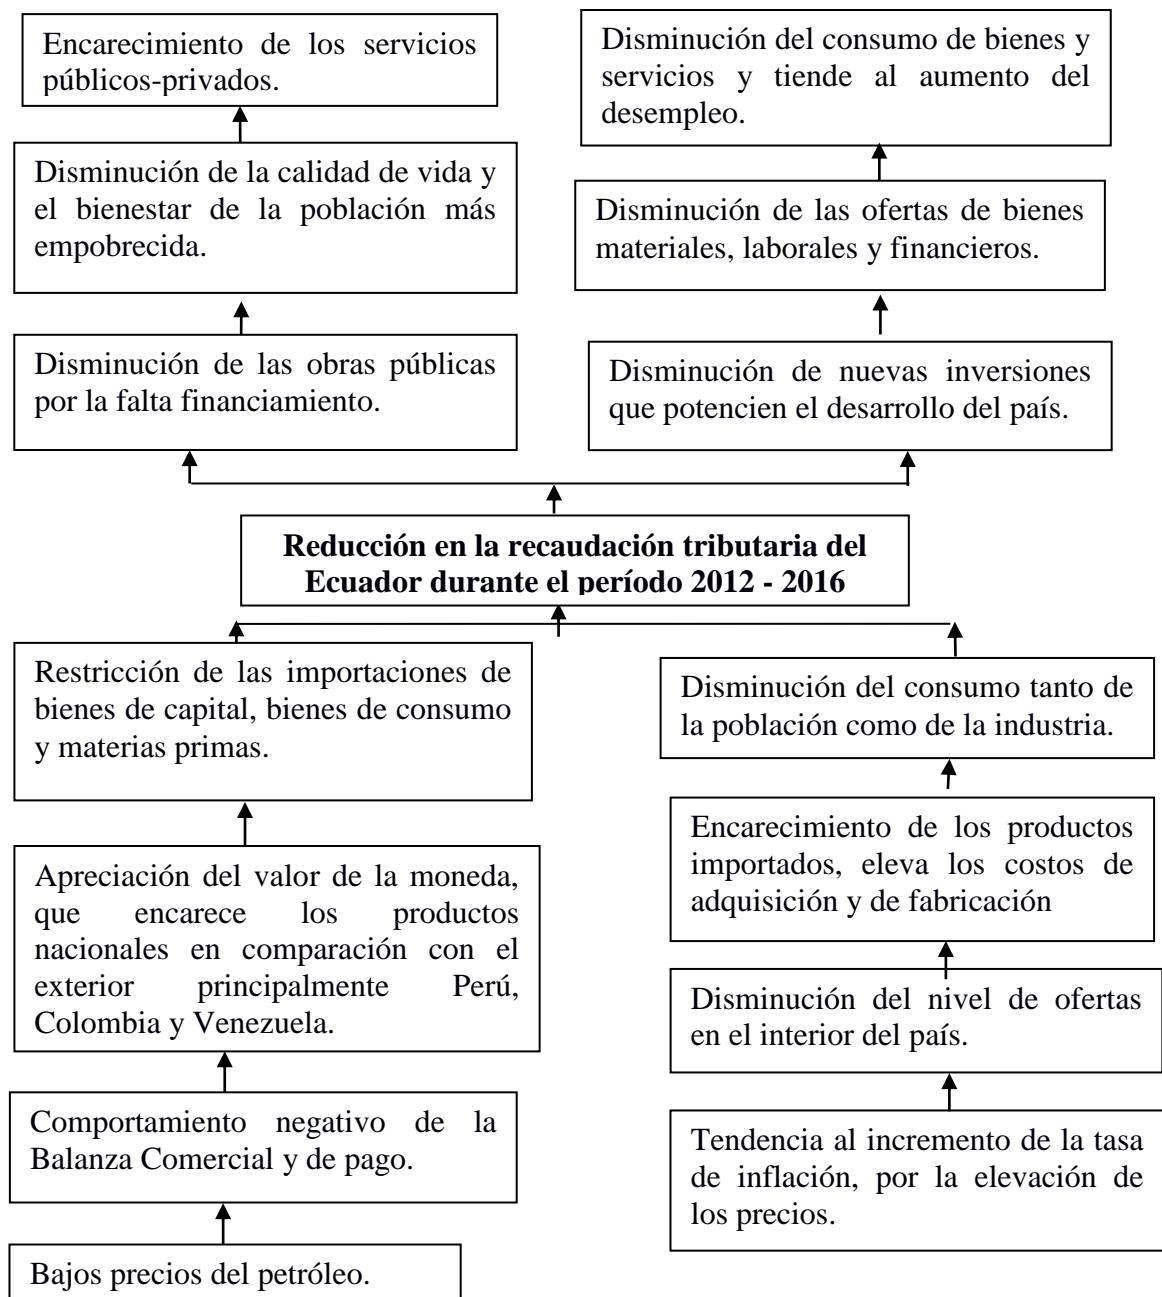 Encarecimiento de los servicios
públicos-privados.
Disminución del consumo de bienes y
servicios y tiende al aumento del
desempleo.
Disminución de la calidad de vida y
el bienestar de la población más
empobrecida.
Disminución de las ofertas de bienes
materiales, laborales y financieros.
Disminución de las obras públicas
por la falta financiamiento.
Disminución de nuevas inversiones
que potencien el desarrollo del país.
Reducción en la recaudación tributaria del
Ecuador durante el período 2012 - 2016
Restricción de las importaciones de
bienes de capital, bienes de consumo
y materias primas.
Disminución del consumo tanto de
la población como de la industria.
Apreciación del valor de la moneda,
que encarece los productos
nacionales en comparación con el
exterior principalmente Perú,
Colombia y Venezuela.
Encarecimiento de los productos
importados, eleva los costos de
adquisición y de fabricación
Disminución del nivel de ofertas
en el interior del país.
Comportamiento negativo de la
Balanza Comercial y de pago.
Tendencia al incremento de la tasa
de inflación, por la elevación de
los precios.
Bajos precios del petróleo.